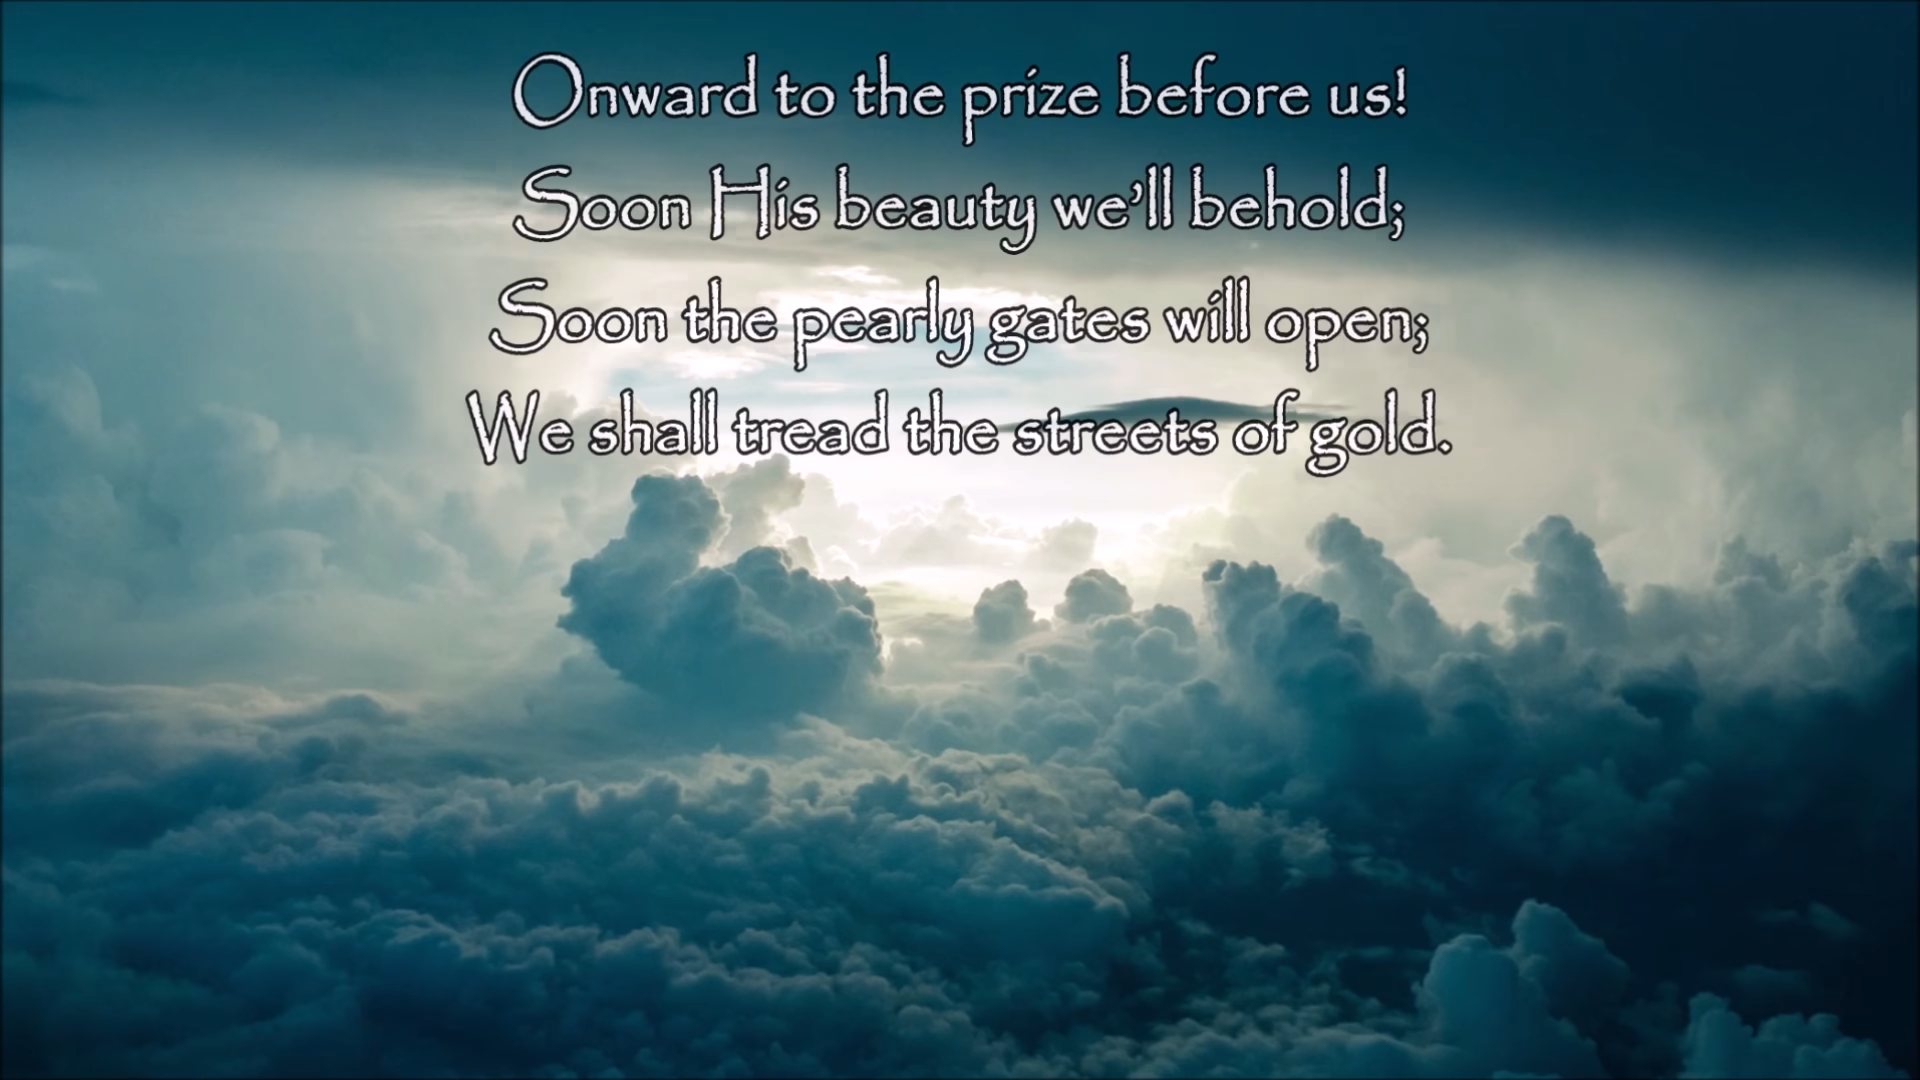 Onward to the prize before us!
Soon His beauty we’ll behold;
Soon the pearly gates will open;
We shall tread the streets of gold.